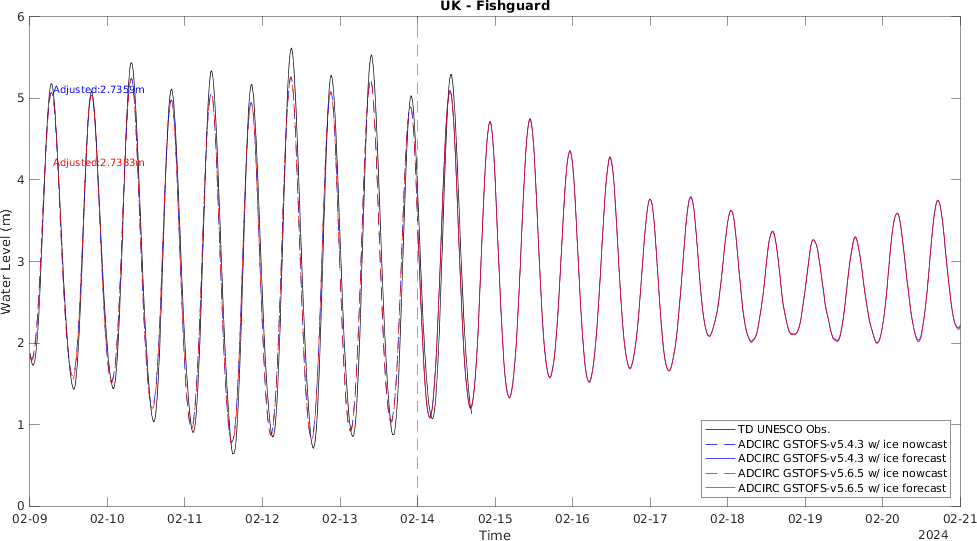 UK - Fishguard
6
5
4
3
2
1
0
Water Level (m)
Adjusted:2.7359m
Adjusted:2.7383m
TD UNESCO Obs.
ADCIRC GSTOFS-v5.4.3 w/ ice nowcast
ADCIRC GSTOFS-v5.4.3 w/ ice forecast
ADCIRC GSTOFS-v5.6.5 w/ ice nowcast
ADCIRC GSTOFS-v5.6.5 w/ ice forecast
02-09 02-10 02-11 02-12 02-13 02-14 02-15 02-16 02-17 02-18 02-19 02-20 02-21
Time
2024